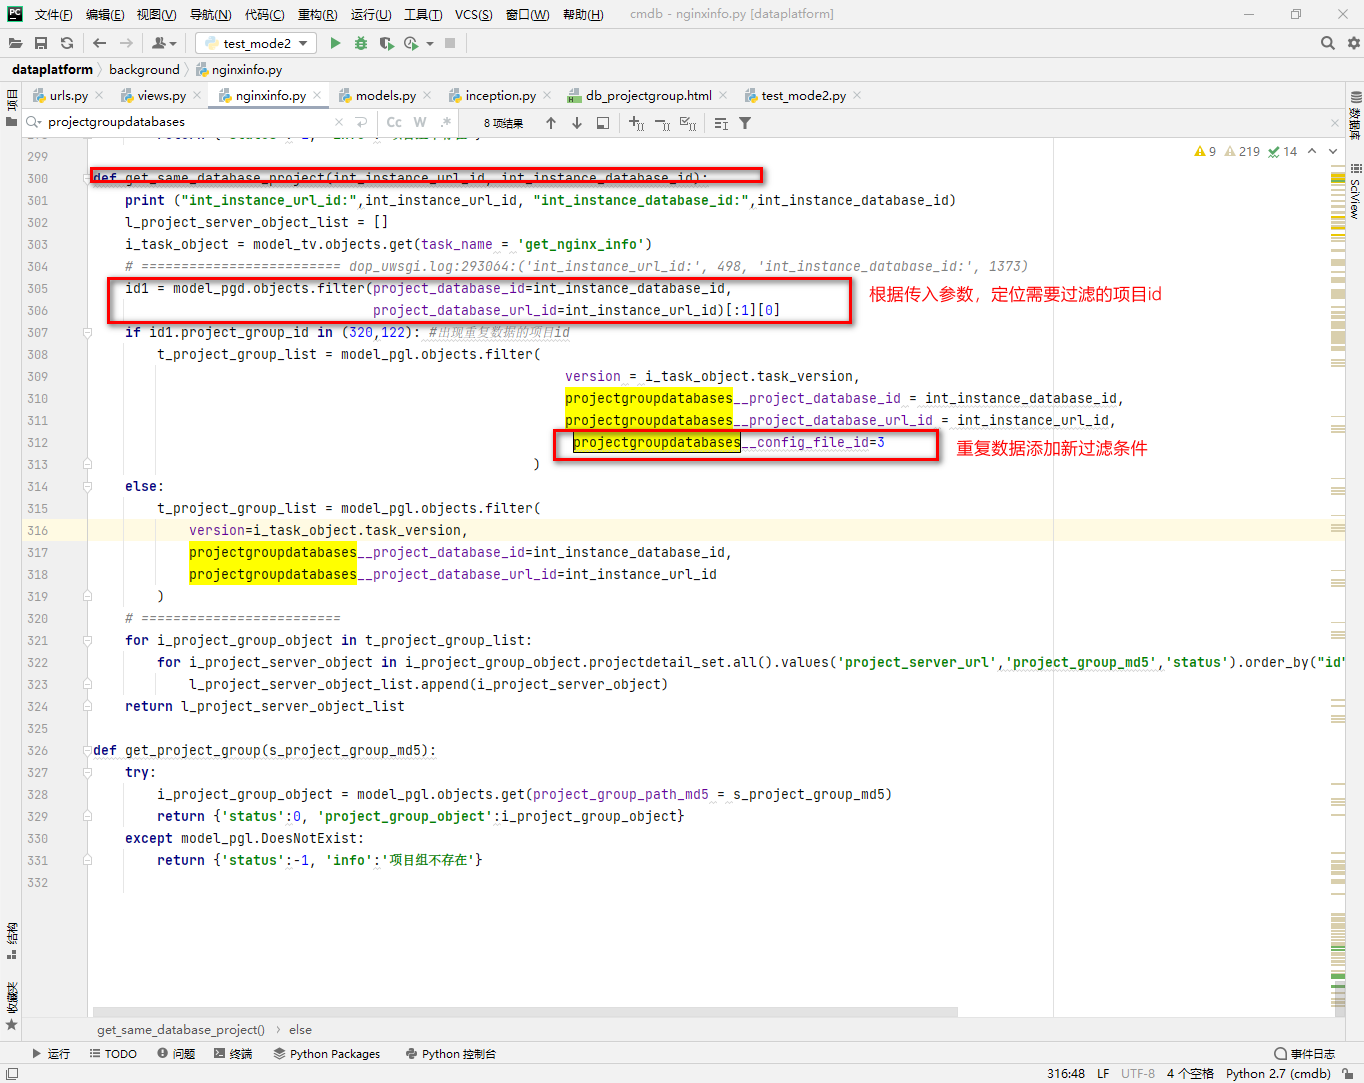 PC 文件(F) 编辑(E) 视图(V) 导航(N) 代码(C) 重构(R) 运行(U) 工具(T) VCS(S) 窗口(W) 帮助(H) cmdb - nginxinfo.py [dataplatform]
test_mode2
dataplatform background nginxinfo.py
项目 urls.py views.py nginxinfo.py models.py inception.py db_projectgroup.html test_mode2.py 数据库
projectgroupdatabases Cc W .* 8 项结果
299 9 219 14
300 def get_same_database_project(int_instance_url_id, int_instance_database_id): SciView
301 print ("int_instance_url_id:",int_instance_url_id, "int_instance_database_id:",int_instance_database_id)
302 l_project_server_object_list = []
303 i_task_object = model_tv.objects.get(task_name = 'get_nginx_info')
304 # ========================= dop_uwsgi.log:293064:('int_instance_url_id:', 498, 'int_instance_database_id:', 1373)
305 id1 = model_pgd.objects.filter(project_database_id=int_instance_database_id, 根据传入参数，定位需要过滤的项目id
306 project_database_url_id=int_instance_url_id)[:1][0]
307 if id1.project_group_id in (320,122): #出现重复数据的项目id
308 t_project_group_list = model_pgl.objects.filter(
309 version = i_task_object.task_version,
310 projectgroupdatabases__project_database_id = int_instance_database_id,
311 projectgroupdatabases__project_database_url_id = int_instance_url_id,
312 projectgroupdatabases__config_file_id=3 重复数据添加新过滤条件
313 )
314 else:
315 t_project_group_list = model_pgl.objects.filter(
316 version=i_task_object.task_version,
317 projectgroupdatabases__project_database_id=int_instance_database_id,
318 projectgroupdatabases__project_database_url_id=int_instance_url_id
319 )
320 # =========================
321 for i_project_group_object in t_project_group_list:
322 for i_project_server_object in i_project_group_object.projectdetail_set.all().values('project_server_url','project_group_md5','status').order_by("id"
323 l_project_server_object_list.append(i_project_server_object)
324 return l_project_server_object_list
325
326 def get_project_group(s_project_group_md5):
327 try:
328 i_project_group_object = model_pgl.objects.get(project_group_path_md5 = s_project_group_md5)
329 return {'status':0, 'project_group_object':i_project_group_object}
330 except model_pgl.DoesNotExist:
331 return {'status':-1, 'info':'项目组不存在'}
332
结构
收藏夹
get_same_database_project() else
运行 TODO 问题 终端 Python Packages Python 控制台 事件日志
316:48 LF UTF-8 4 个空格 Python 2.7 (cmdb)